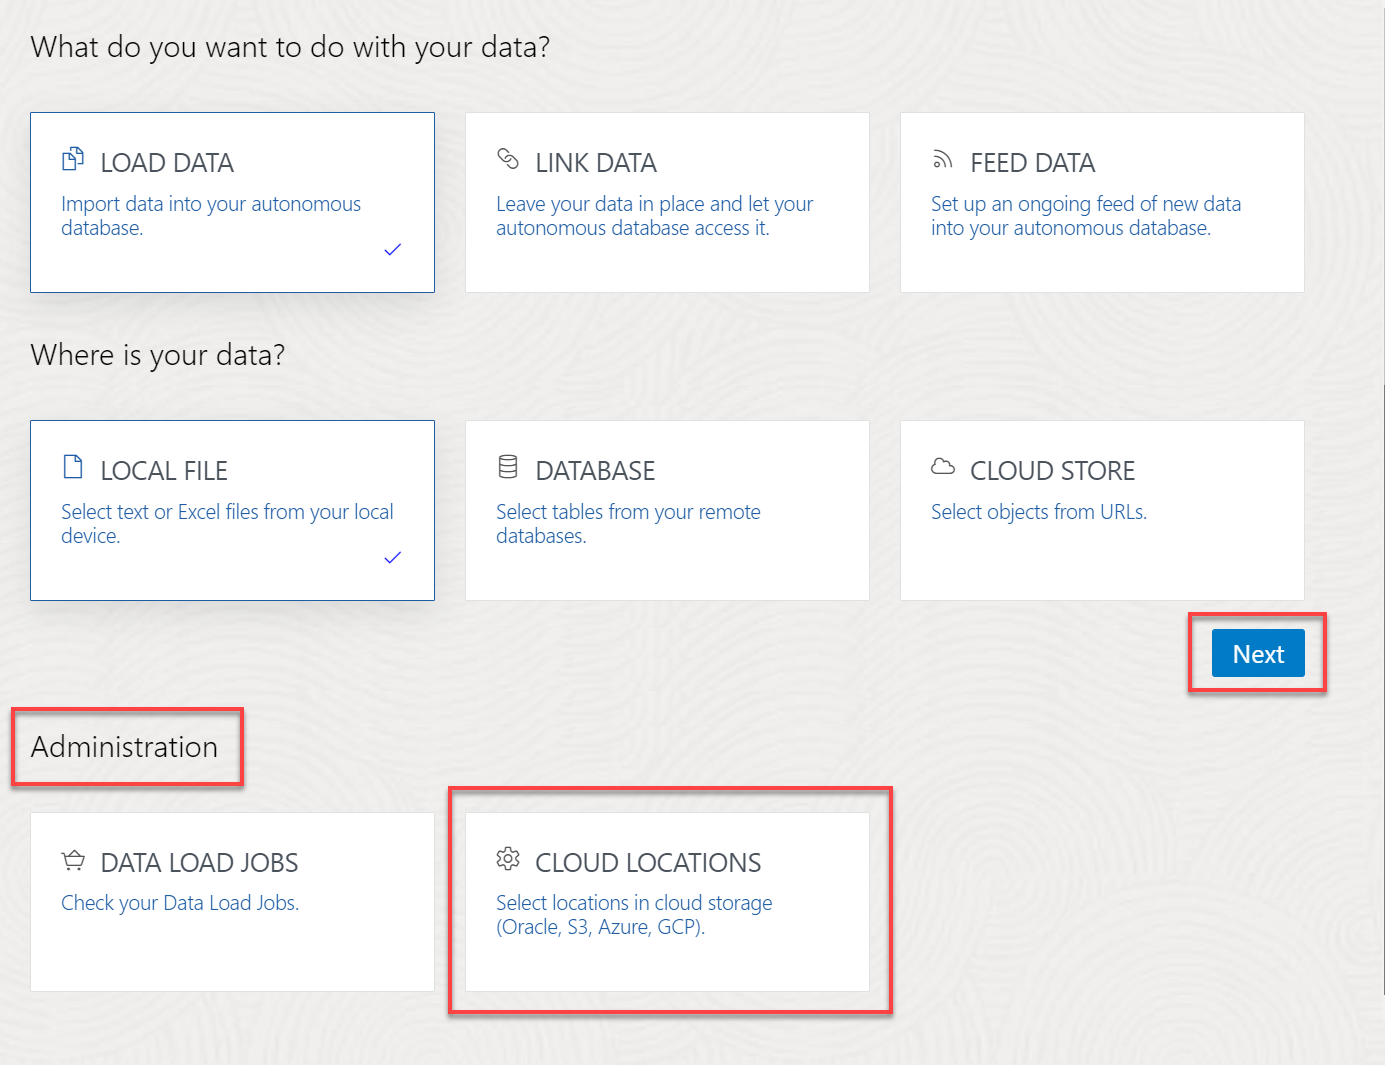 What do you want to do with your data?
LOAD DATA
Import data into your autonomous
database.
LINK DATA
Leave your data in place and let your
autonomous database access it.
FEED DATA
Set up an ongoing feed of new data
into your autonomous database.
Where is your data?
LOCAL FILE
Select text or Excel files from your local
device.
DATABASE
Select tables from your remote
databases.
CLOUD STORE
Select objects from URLs.
Next
Administration
DATA LOAD JOBS
Check your Data Load Jobs.
CLOUD LOCATIONS
Select locations in cloud storage
(Oracle, S3, Azure, GCP).